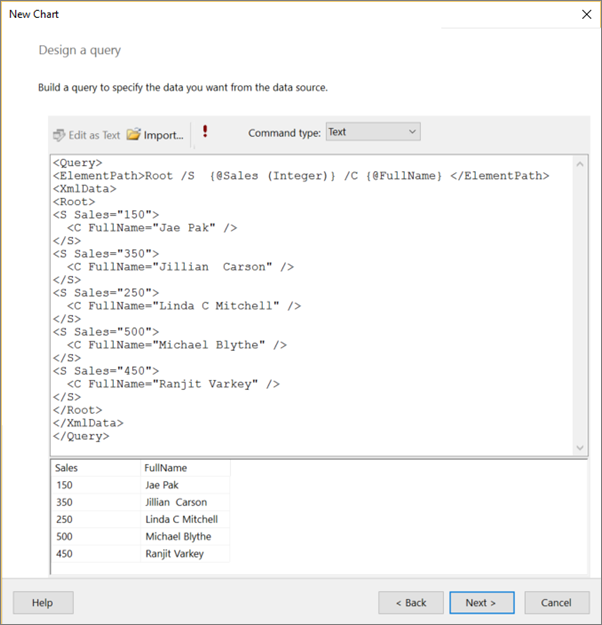 New Chart
Design a query
Build a query to specify the data you want from the data source.
Edit as Text Import... Command type: Text
<Query>
<ElementPath>Root /S  {@Sales (Integer)} /C {@FullName} </ElementPath>
<XmlData>
<Root>
<S Sales="150">
  <C FullName="Jae Pak" />
</S>
<S Sales="350">
  <C FullName="Jillian  Carson" />
</S>
<S Sales="250">
  <C FullName="Linda C Mitchell" />
</S>
<S Sales="500">
  <C FullName="Michael Blythe" />
</S>
<S Sales="450">
  <C FullName="Ranjit Varkey" />
</S>
</Root>
</XmlData>
</Query>
Sales FullName
150 Jae Pak
350 Jillian  Carson
250 Linda C Mitchell
500 Michael Blythe
450 Ranjit Varkey
Help < Back Next > Cancel